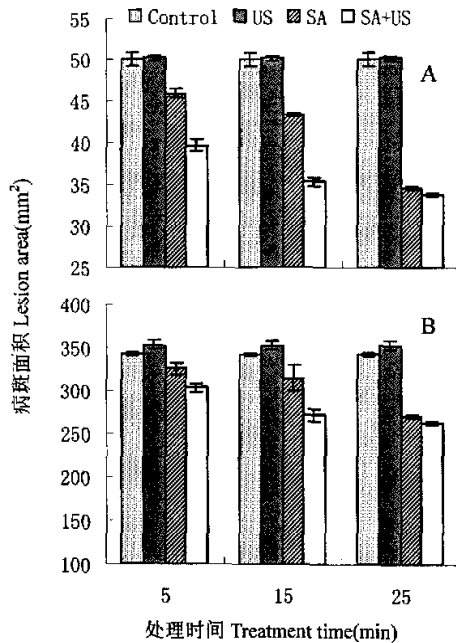 Control US SA SA+US
55
50
45
40
35
30
25
A
400
350
300
250
200
150
100
B
5 15 25
病斑面积 Lesion area(mm²)
处理时间 Treatment time(min)